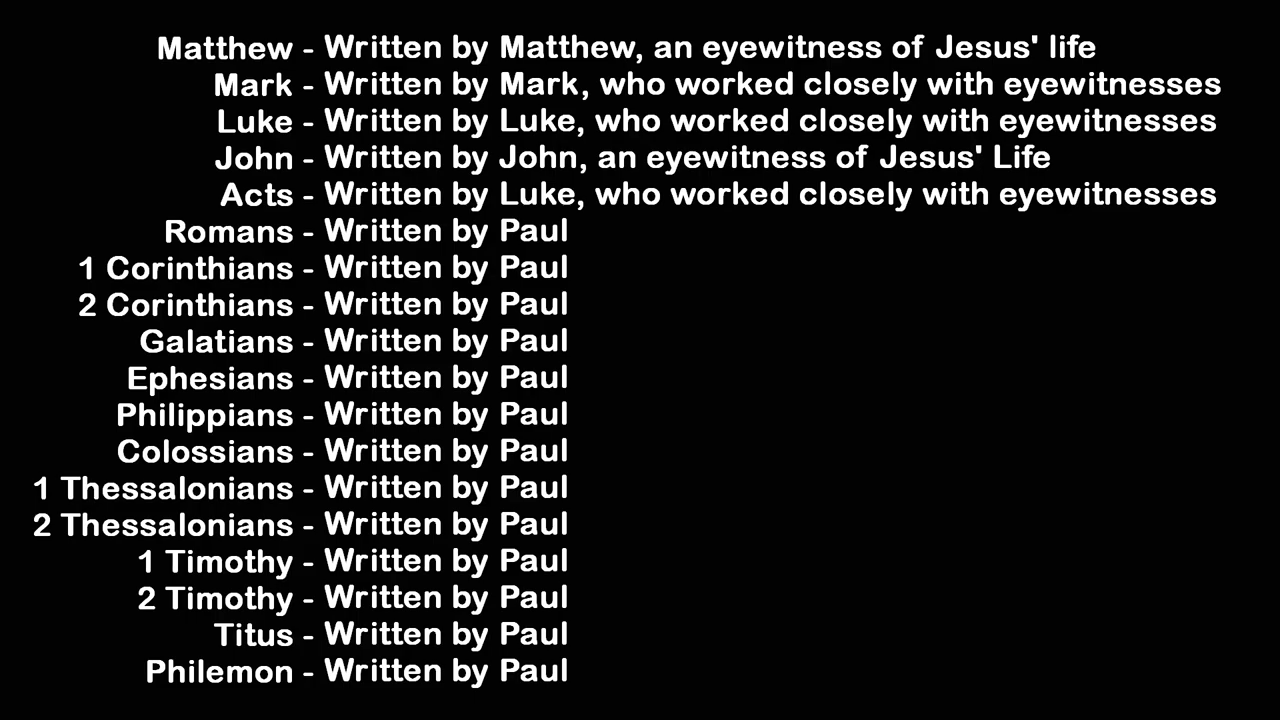 Matthew - Written by Matthew, an eyewitness of Jesus' life
Mark - Written by Mark, who worked closely with eyewitnesses
Luke - Written by Luke, who worked closely with eyewitnesses
John - Written by John, an eyewitness of Jesus' Life
Acts - Written by Luke, who worked closely with eyewitnesses
Romans - Written by Paul
1 Corinthians - Written by Paul
2 Corinthians - Written by Paul
Galatians - Written by Paul
Ephesians - Written by Paul
Philippians - Written by Paul
Colossians - Written by Paul
1 Thessalonians - Written by Paul
2 Thessalonians - Written by Paul
1 Timothy - Written by Paul
2 Timothy - Written by Paul
Titus - Written by Paul
Philemon - Written by Paul